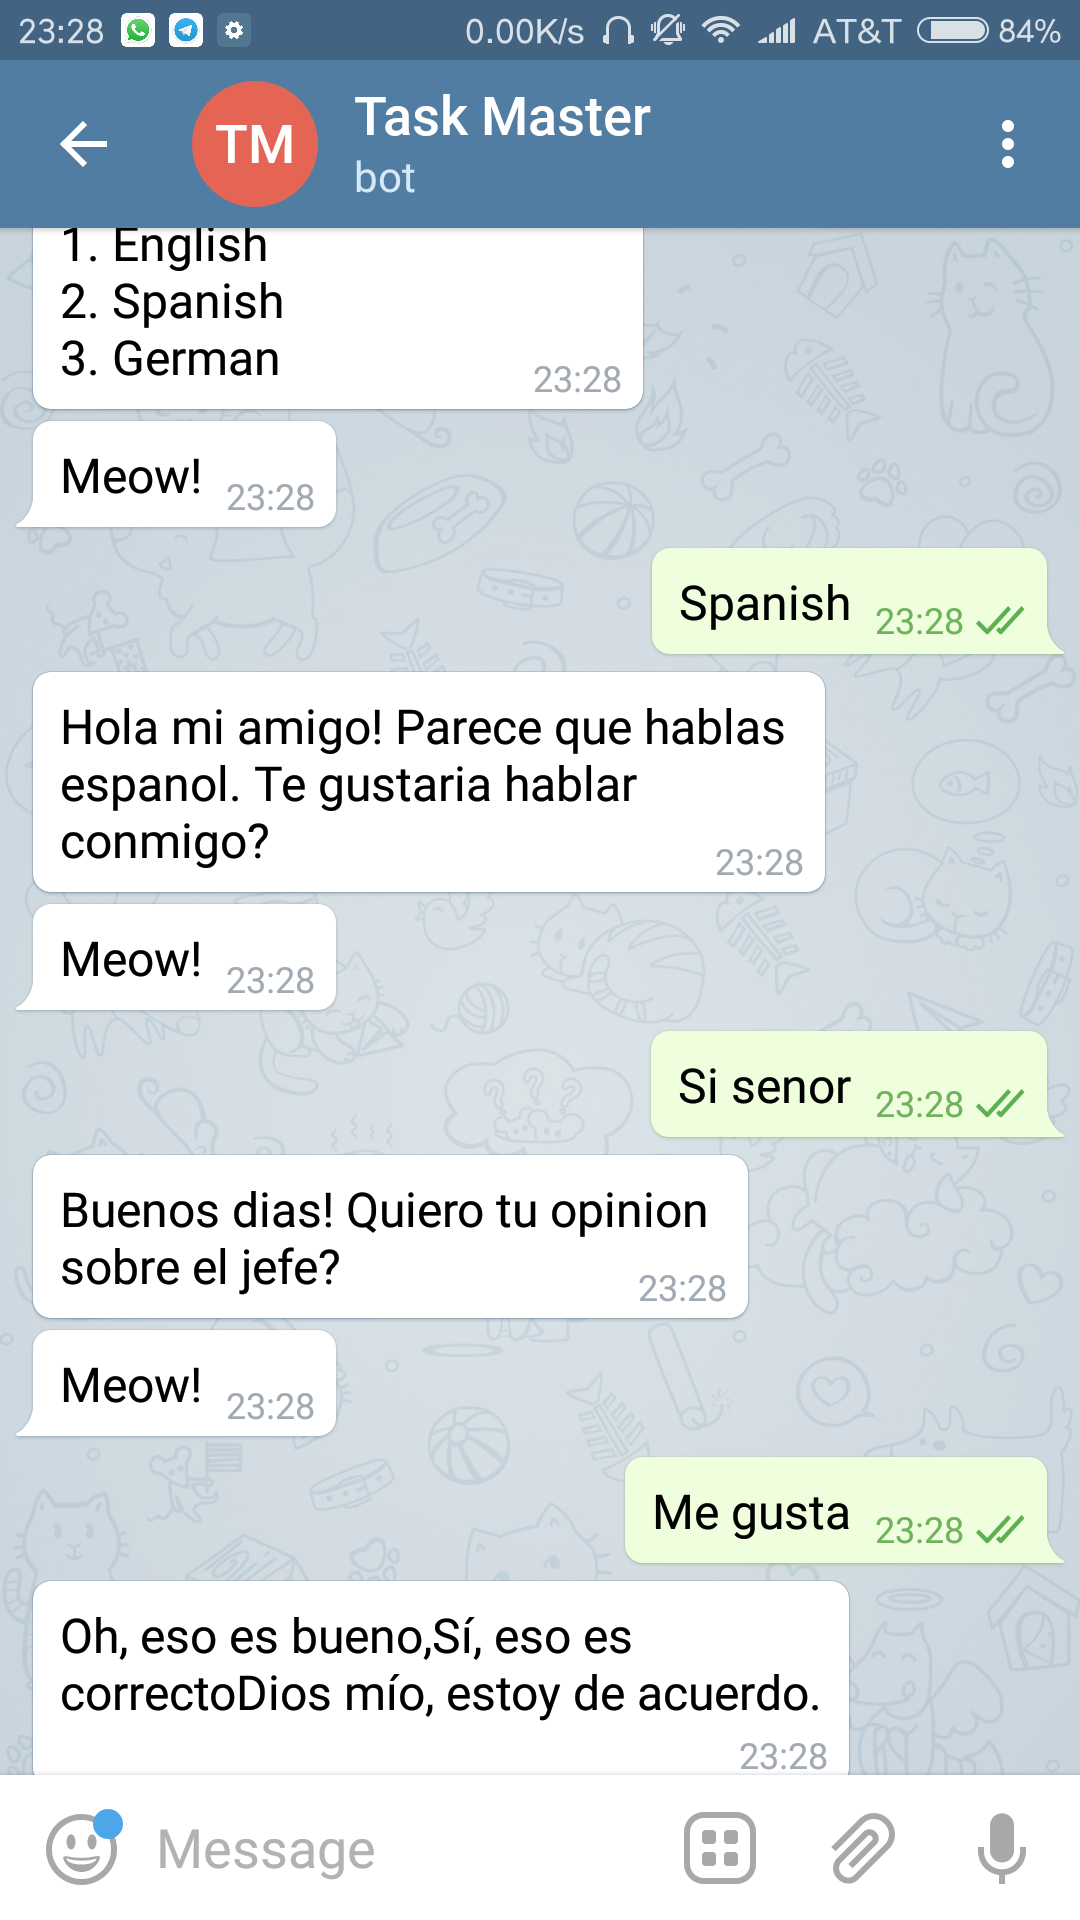 23:28 0.00K/s AT&T 84%
TM Task Master
bot
1. English
2. Spanish
3. German
23:28
Meow! 23:28
Spanish 23:28
Hola mi amigo! Parece que hablas
espanol. Te gustaria hablar
conmigo?
23:28
Meow! 23:28
Si senor 23:28
Buenos dias! Quiero tu opinion
sobre el jefe?
23:28
Meow! 23:28
Me gusta 23:28
Oh, eso es bueno,Sí, eso es
correctoDios mío, estoy de acuerdo.
23:28
Message